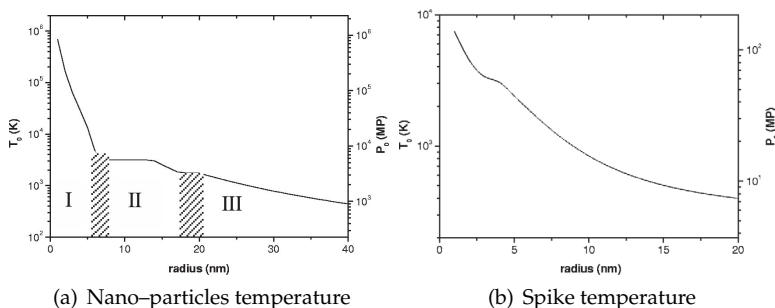 10^6
10^5
10^4
10^3
10^2
T_0 (K)
0
10
20
30
40
radius (nm)
10^6
10^5
10^4
10^3
P_0 (MP)
I
II
III
(a) Nano–particles temperature
10^4
10^3
T_0 (K)
0
5
10
15
20
radius (nm)
10^2
10^1
(b) Spike temperature